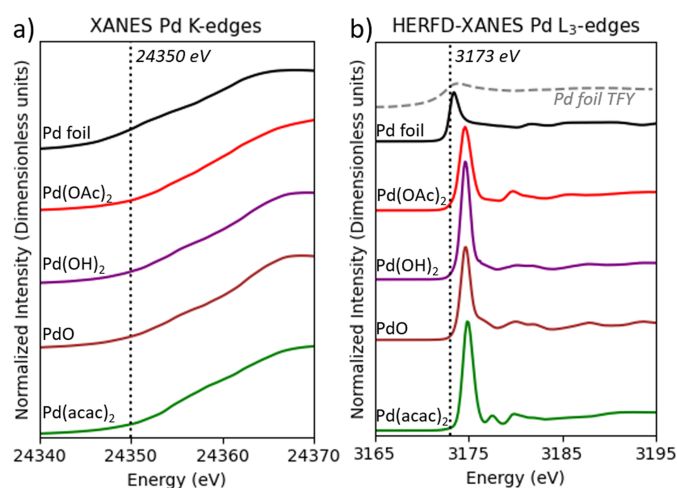 a)
XANES Pd K-edges
24350 eV
Normalized Intensity (Dimensionless units)
Pd foil
Pd(OAc)₂
Pd(OH)₂
PdO
Pd(acac)₂
24340 24350 24360 24370
Energy (eV)
b)
HERFD-XANES Pd L₃-edges
3173 eV
Normalized Intensity (Dimensionless units)
Pd foil TFY
Pd foil
Pd(OAc)₂
Pd(OH)₂
PdO
Pd(acac)₂
3165 3175 3185 3195
Energy (eV)